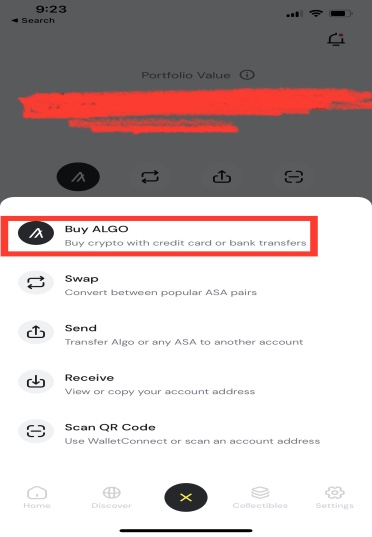 9:23
◀ Search
Portfolio Value
Buy ALGO
Buy crypto with credit card or bank transfers
Swap
Convert between popular ASA pairs
Send
Transfer Algo or any ASA to another account
Receive
View or copy your account address
Scan QR Code
Use WalletConnect or scan an account address
Home
Discover
Collectibles
Settings